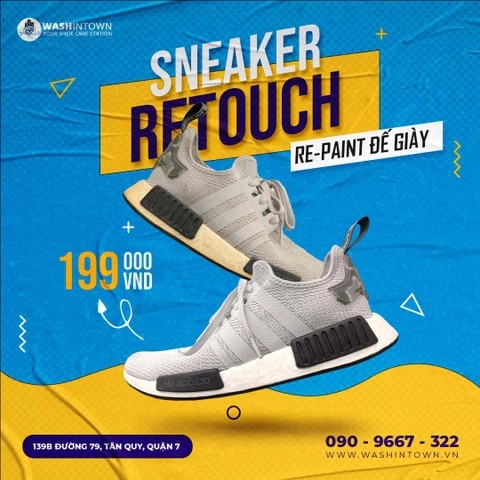 WASHINTOWN
YOUR SHOE CARE STATION
SNEAKER
RETOUCH
RE-PAINT ĐẾ GIÀY
199 000
VND
139B ĐƯỜNG 79, TÂN QUY, QUẬN 7
090 - 9667 - 322
WWW.WASHINTOWN.VN